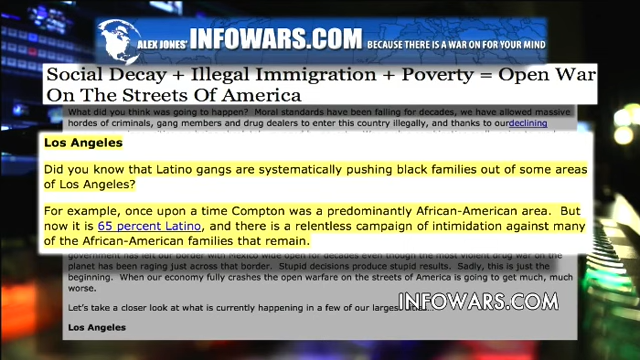 ALEX JONES' INFOWARS.COM BECAUSE THERE IS A WAR ON FOR YOUR MIND
Social Decay + Illegal Immigration + Poverty = Open War
On The Streets Of America
What did you think was going to happen?  Moral standards have been falling for decades, we have allowed massive
hordes of criminals, gang members and drug dealers to enter this country illegally, and thanks to our declining
Los Angeles
Did you know that Latino gangs are systematically pushing black families out of some areas
of Los Angeles?
For example, once upon a time Compton was a predominantly African-American area.  But
now it is 65 percent Latino, and there is a relentless campaign of intimidation against many
of the African-American families that remain.
government has left our border with Mexico wide open for decades even though the most violent drug war on the
planet has been raging just across that border.  Stupid decisions produce stupid results.  Sadly, this is just the
beginning.  When our economy fully crashes the open warfare on the streets of America is going to get much, much
worse.
INFOWARS.COM
Let's take a closer look at what is currently happening in a few of our largest
Los Angeles